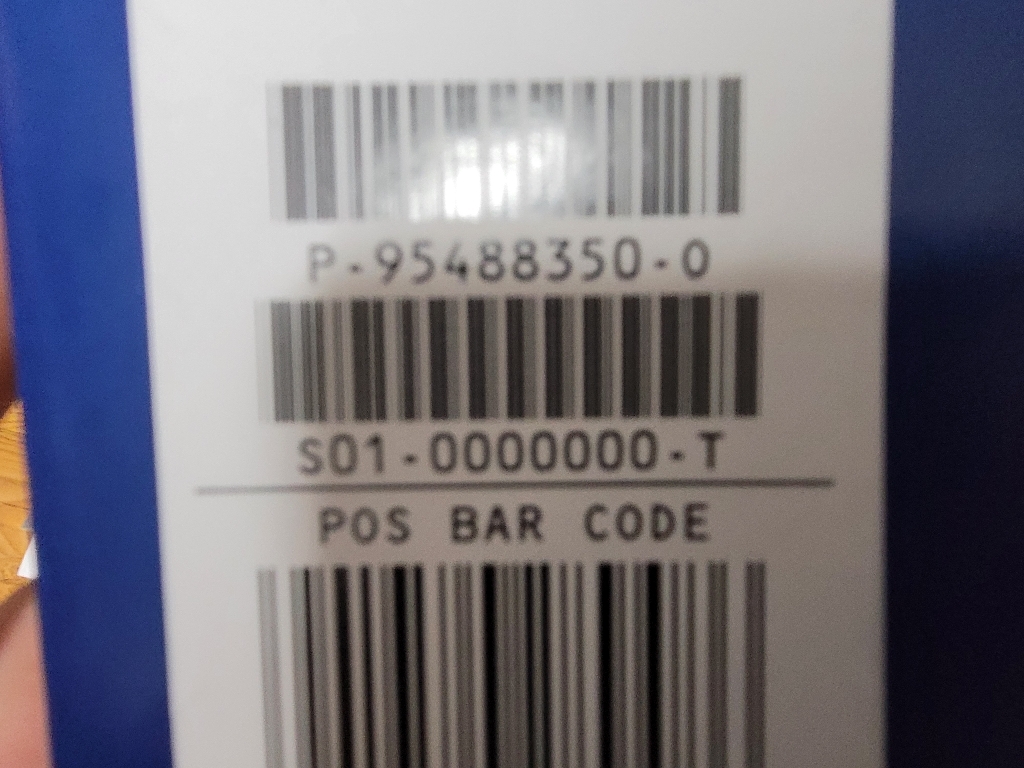 P-95488350-0
S01-0000000-T
POS BAR CODE